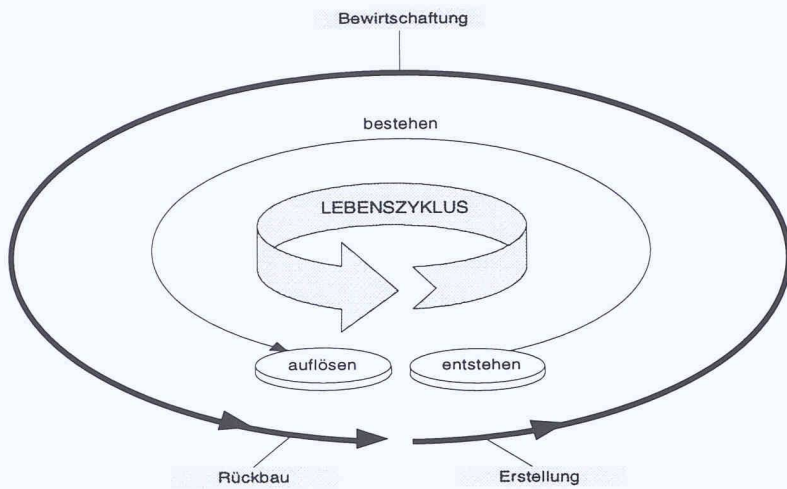 Bewirtschaftung
bestehen
LEBENSZYKLUS
auflösen
entstehen
Rückbau
Erstellung